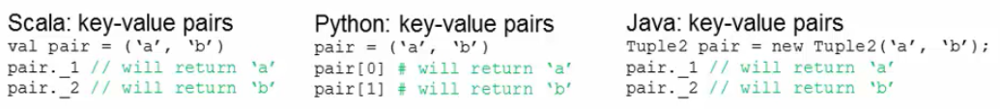 Scala: key-value pairs
val pair = (‘a’, ‘b’)
pair._1 // will return ‘a’
pair._2 // will return ‘b’
Python: key-value pairs
pair = (‘a’, ‘b’)
pair[0] # will return ‘a’
pair[1] # will return ‘b’
Java: key-value pairs
Tuple2 pair = new Tuple2(‘a’, ‘b’);
pair._1 // will return ‘a’
pair._2 // will return ‘b’